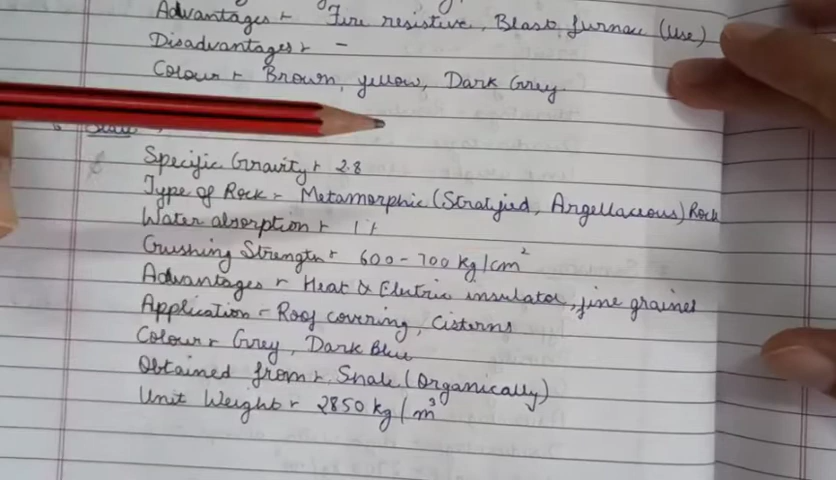 Advantages :- Fire resistive, Blast furnace (Use)
Disadvantages :- -
Colour :- Brown, yellow, Dark Grey.
Slate
Specific Gravity :- 2.8
Type of Rock :- Metamorphic (Stratified, Argellaceous) Rock
Water absorption :- 1%
Crushing Strength :- 600 - 700 kg/cm²
Advantages :- Heat & Electric insulator, fine grained
Application - Roof covering, Cisterns
Colour :- Grey, Dark Blue
Obtained from :- Shale (Organically)
Unit Weight :- 2850 kg/m³